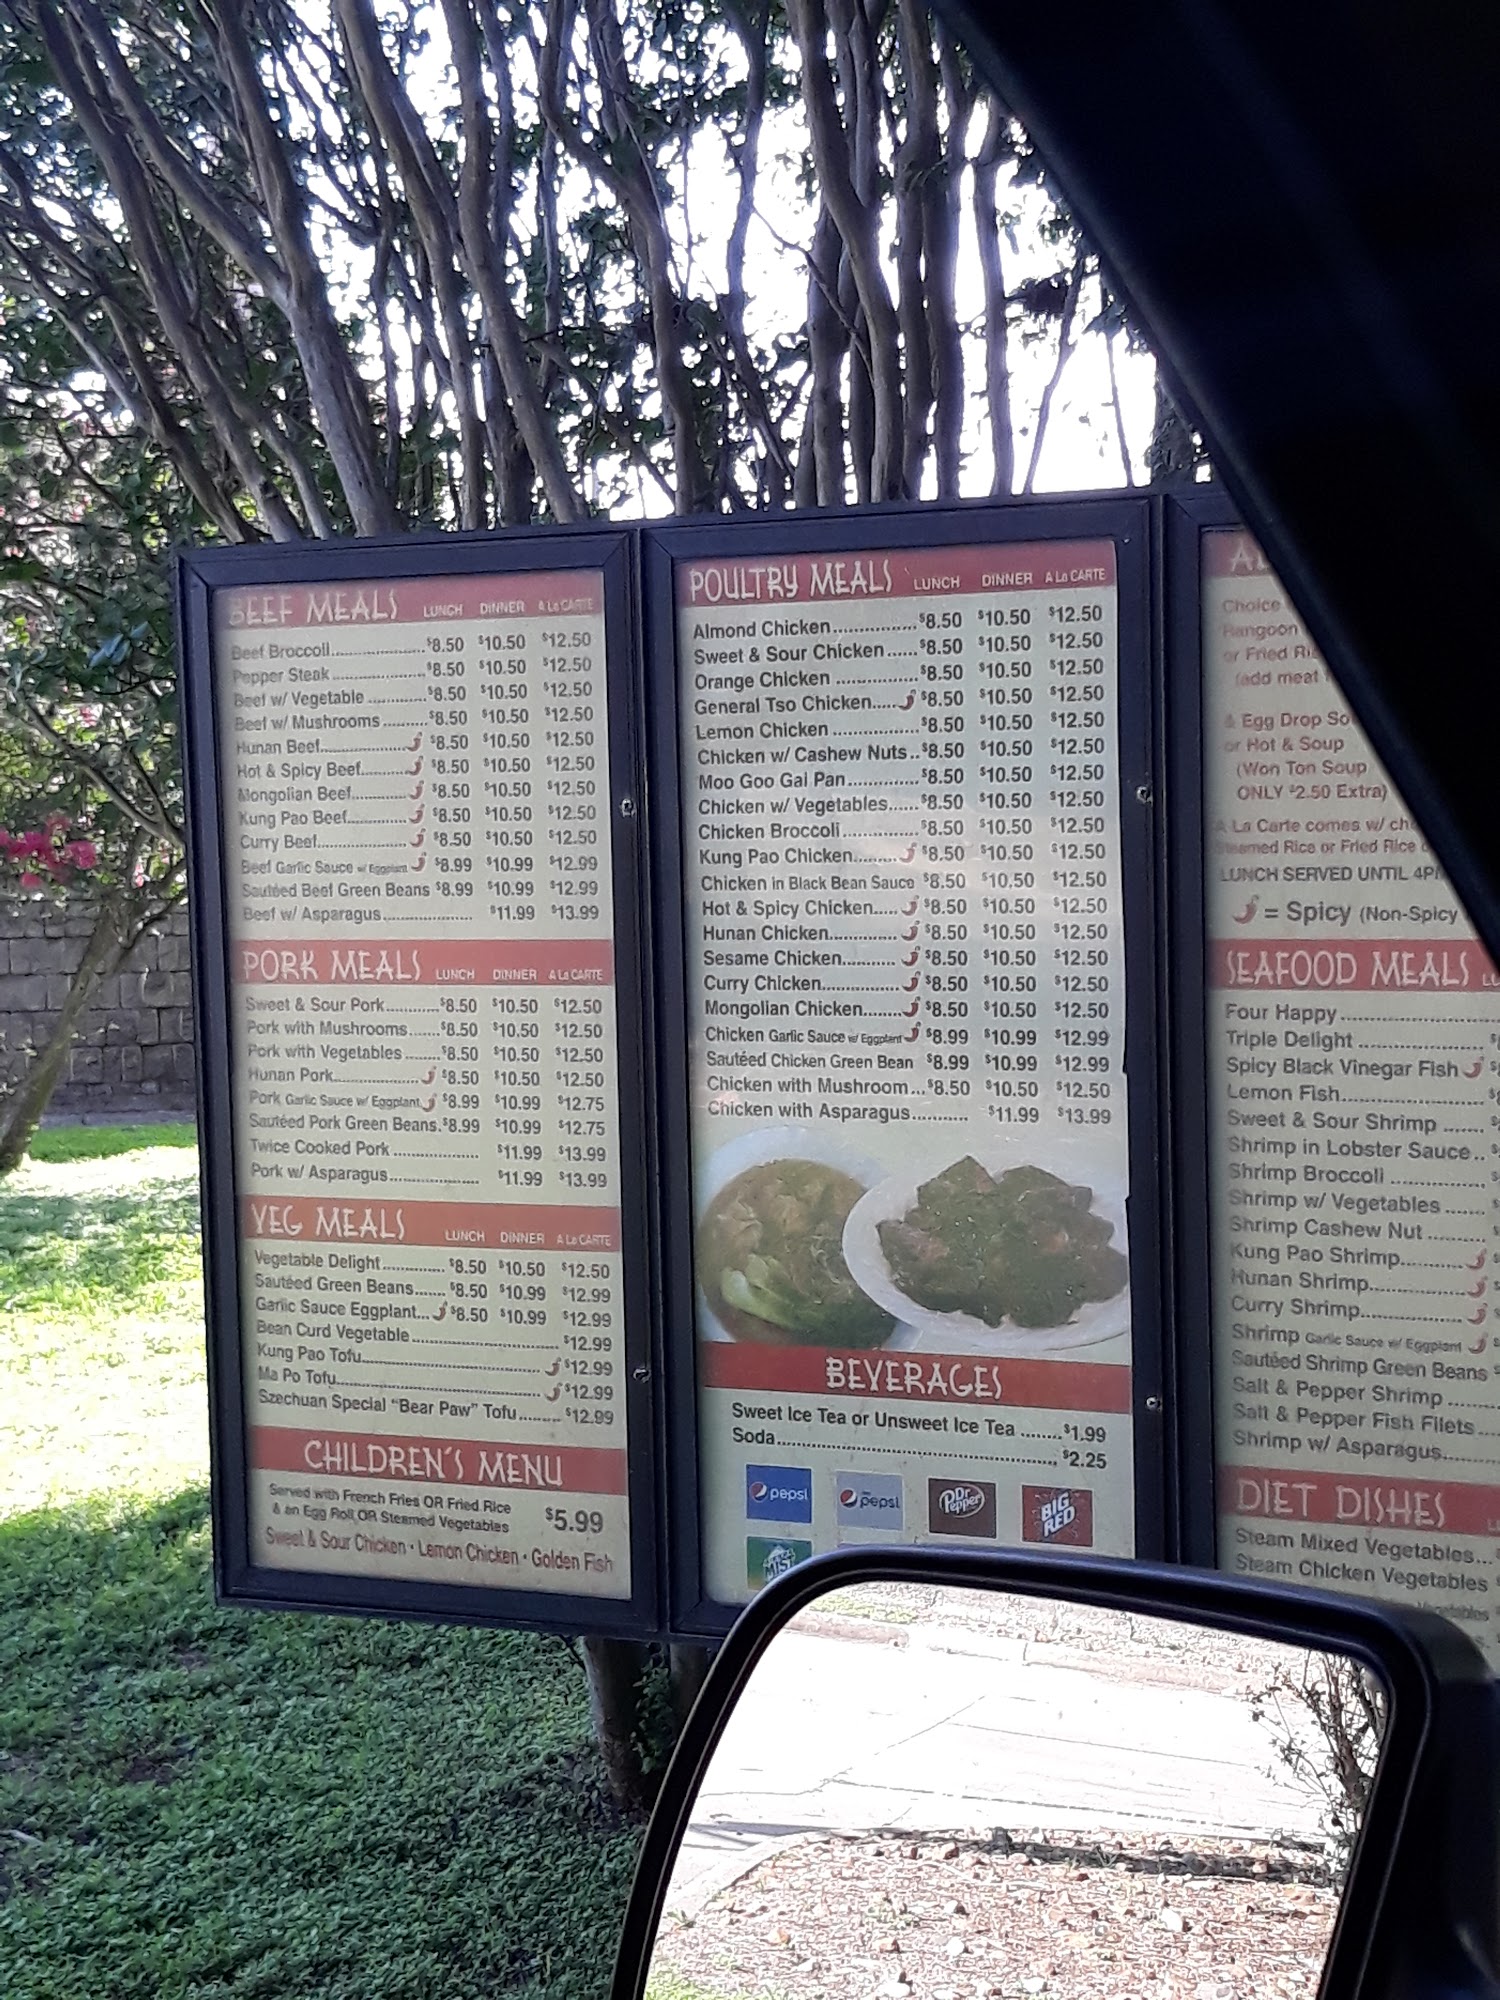 BEEF MEALS LUNCH DINNER A La CARTE
Beef Broccoli $8.50 $10.50 $12.50
Pepper Steak $8.50 $10.50 $12.50
Beef w/ Vegetable $8.50 $10.50 $12.50
Beef w/ Mushrooms $8.50 $10.50 $12.50
Hunan Beef $8.50 $10.50 $12.50
Hot & Spicy Beef $8.50 $10.50 $12.50
Mongolian Beef $8.50 $10.50 $12.50
Kung Pao Beef $8.50 $10.50 $12.50
Curry Beef $8.50 $10.50 $12.50
Beef Garlic Sauce w/ Eggplant $8.99 $10.99 $12.99
Sautéed Beef Green Beans $8.99 $10.99 $12.99
Beef w/ Asparagus $11.99 $13.99
PORK MEALS LUNCH DINNER A La CARTE
Sweet & Sour Pork $8.50 $10.50 $12.50
Pork with Mushrooms $8.50 $10.50 $12.50
Pork with Vegetables $8.50 $10.50 $12.50
Hunan Pork $8.50 $10.50 $12.50
Pork Garlic Sauce w/ Eggplant $8.99 $10.99 $12.75
Sautéed Pork Green Beans $8.99 $10.99 $12.75
Twice Cooked Pork $11.99 $13.99
Pork w/ Asparagus $11.99 $13.99
VEG MEALS LUNCH DINNER A La CARTE
Vegetable Delight $8.50 $10.50 $12.50
Sautéed Green Beans $8.50 $10.99 $12.99
Garlic Sauce Eggplant $8.50 $10.99 $12.99
Bean Curd Vegetable $12.99
Kung Pao Tofu $12.99
Ma Po Tofu $12.99
Szechuan Special "Bear Paw" Tofu $12.99
CHILDREN'S MENU
Served with French Fries OR Fried Rice
& an Egg Roll OR Steamed Vegetables $5.99
Sweet & Sour Chicken · Lemon Chicken · Golden Fish
POULTRY MEALS LUNCH DINNER A La CARTE
Almond Chicken $8.50 $10.50 $12.50
Sweet & Sour Chicken $8.50 $10.50 $12.50
Orange Chicken $8.50 $10.50 $12.50
General Tso Chicken $8.50 $10.50 $12.50
Lemon Chicken $8.50 $10.50 $12.50
Chicken w/ Cashew Nuts $8.50 $10.50 $12.50
Moo Goo Gai Pan $8.50 $10.50 $12.50
Chicken w/ Vegetables $8.50 $10.50 $12.50
Chicken Broccoli $8.50 $10.50 $12.50
Kung Pao Chicken $8.50 $10.50 $12.50
Chicken in Black Bean Sauce $8.50 $10.50 $12.50
Hot & Spicy Chicken $8.50 $10.50 $12.50
Hunan Chicken $8.50 $10.50 $12.50
Sesame Chicken $8.50 $10.50 $12.50
Curry Chicken $8.50 $10.50 $12.50
Mongolian Chicken $8.50 $10.50 $12.50
Chicken Garlic Sauce w/ Eggplant $8.99 $10.99 $12.99
Sautéed Chicken Green Bean $8.99 $10.99 $12.99
Chicken with Mushroom $8.50 $10.50 $12.50
Chicken with Asparagus $11.99 $13.99
BEVERAGES
Sweet Ice Tea or Unsweet Ice Tea $1.99
Soda $2.25
pepsi pepsi Dr Pepper BIG RED
MIST
Choice
Rangoon
or Fried
(add meat
& Egg Drop
or Hot & Soup
(Won Ton Soup
ONLY $2.50 Extra)
A La Carte comes w/
Steamed Rice or Fried Rice
LUNCH SERVED UNTIL
= Spicy (Non-Spicy
SEAFOOD MEALS
Four Happy
Triple Delight
Spicy Black Vinegar Fish
Lemon Fish
Sweet & Sour Shrimp
Shrimp in Lobster Sauce
Shrimp Broccoli
Shrimp w/ Vegetables
Shrimp Cashew Nut
Kung Pao Shrimp
Hunan Shrimp
Curry Shrimp
Shrimp Garlic Sauce w/ Eggplant
Sautéed Shrimp Green Beans
Salt & Pepper Shrimp
Salt & Pepper Fish Filets
Shrimp w/ Asparagus
DIET DISHES
Steam Mixed Vegetables
Steam Chicken Vegetables